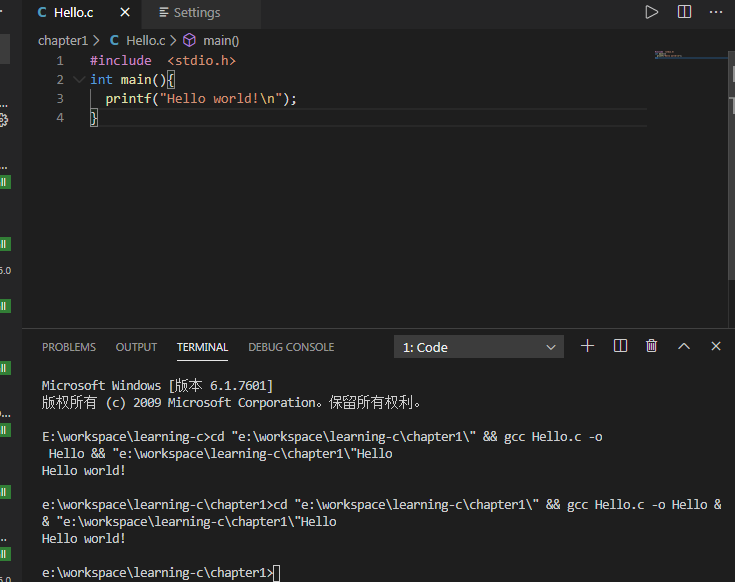 C Hello.c × Settings ...
chapter1 > C Hello.c > main()
1 #include  <stdio.h>
2 int main(){
3   printf("Hello world!\n");
4 }
PROBLEMS OUTPUT TERMINAL DEBUG CONSOLE 1: Code
Microsoft Windows [版本 6.1.7601]
版权所有 (c) 2009 Microsoft Corporation。保留所有权利。
E:\workspace\learning-c>cd "e:\workspace\learning-c\chapter1\" && gcc Hello.c -o
 Hello && "e:\workspace\learning-c\chapter1\"Hello
Hello world!
e:\workspace\learning-c\chapter1>cd "e:\workspace\learning-c\chapter1\" && gcc Hello.c -o Hello &
& "e:\workspace\learning-c\chapter1\"Hello
Hello world!
e:\workspace\learning-c\chapter1>